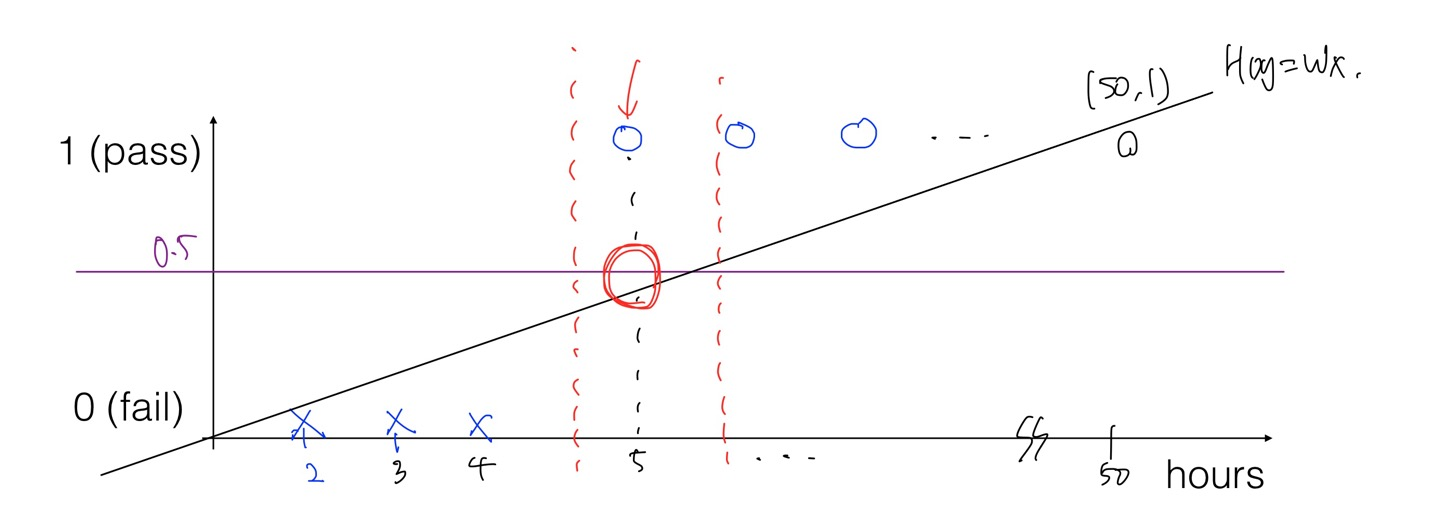 (50,1)
H(x)=Wx.
1 (pass)
0.5
0 (fail)
2
3
4
5
50
hours